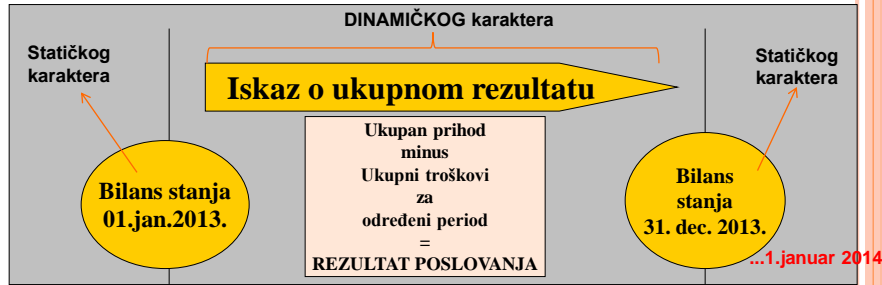 DINAMIČKOG karaktera
Statičkog
karaktera
Statičkog
karaktera
Iskaz o ukupnom rezultatu
Ukupan prihod
minus
Ukupni troškovi
za
određeni period
=
REZULTAT POSLOVANJA
Bilans stanja
01.jan.2013.
Bilans
stanja
31. dec. 2013.
...1.januar 2014